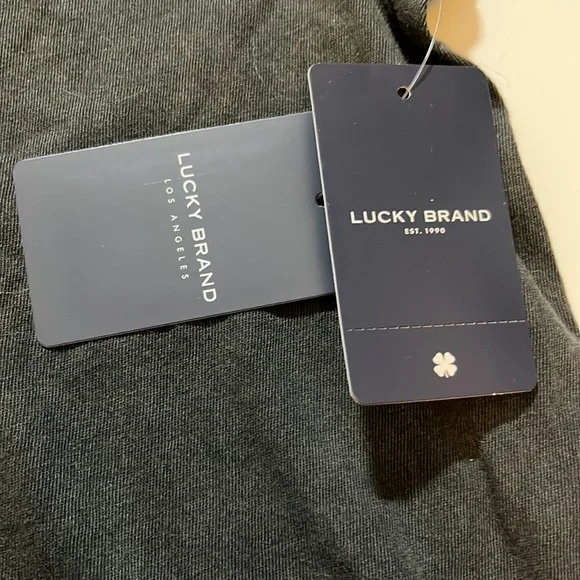 LUCKY BRAND
LOS ANGELES
LUCKY BRAND
EST. 1990